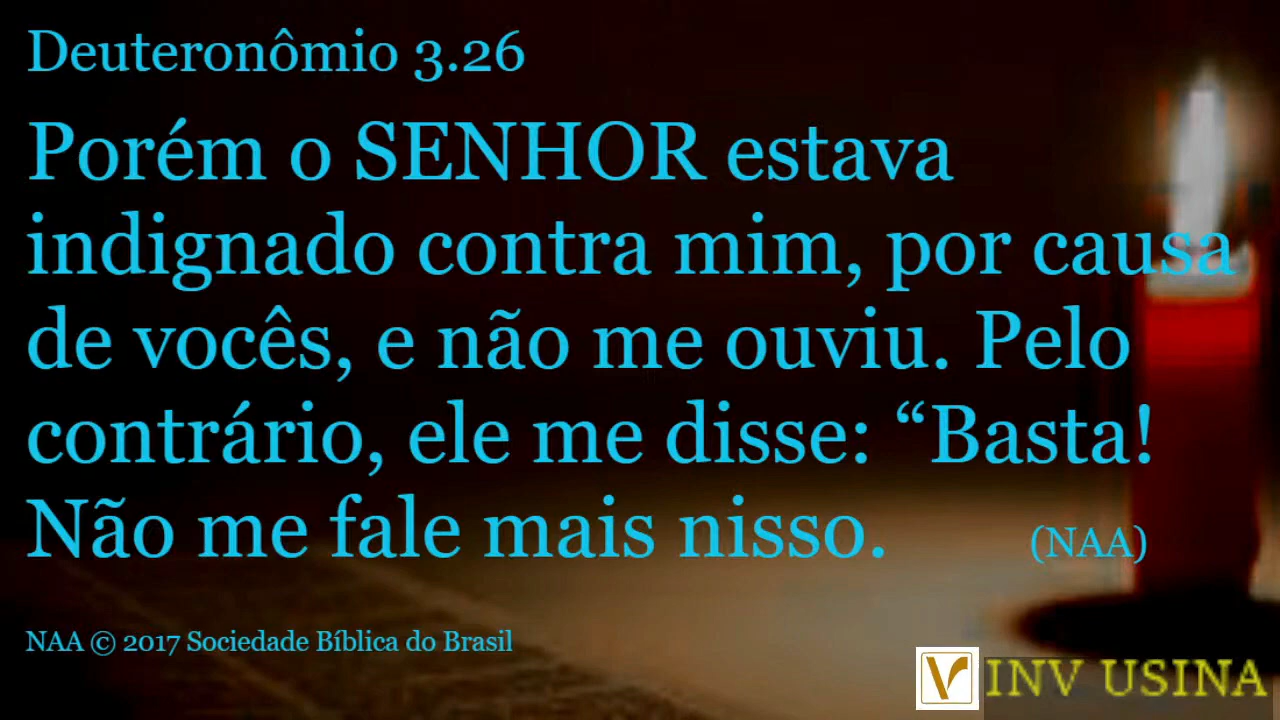 Deuteronômio 3.26
Porém o SENHOR estava
indignado contra mim, por causa
de vocês, e não me ouviu. Pelo
contrário, ele me disse: “Basta!
Não me fale mais nisso. (NAA)
NAA © 2017 Sociedade Bíblica do Brasil
INV USINA